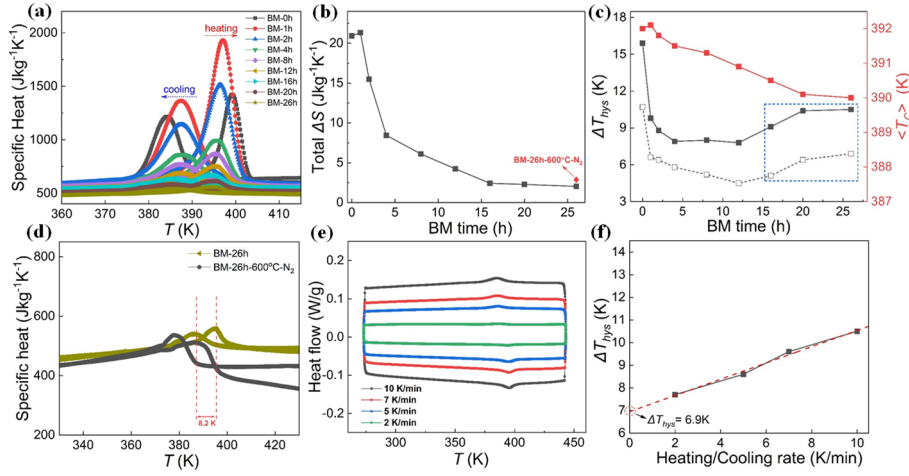 (a)
Specific Heat (Jkg⁻¹K⁻¹)
2000
1500
1000
500
360 380 400
T (K)
heating
cooling
BM-0h
BM-1h
BM-2h
BM-4h
BM-8h
BM-12h
BM-16h
BM-20h
BM-26h
(b)
Total ΔS (Jkg⁻¹K⁻¹)
25
20
15
10
5
0
0 5 10 15 20 25
BM time (h)
BM-26h-600°C-N₂
(c)
ΔT_hys (K)
18
15
12
9
6
3
0 5 10 15 20 25
BM time (h)
392
390
389
388
387
<T_C> (K)
(d)
Specific heat (Jkg⁻¹K⁻¹)
800
600
400
200
340 360 380 400 420
T (K)
BM-26h
BM-26h-600°C-N₂
8.2 K
(e)
Heat flow (W/g)
0.2
0.1
0.0
-0.1
-0.2
300 350 400 450
T (K)
10 K/min
7 K/min
5 K/min
2 K/min
(f)
ΔT_hys (K)
14
13
12
11
10
9
8
7
6
0 2 4 6 8 10
Heating/Cooling rate (K/min)
ΔT_hys= 6.9K